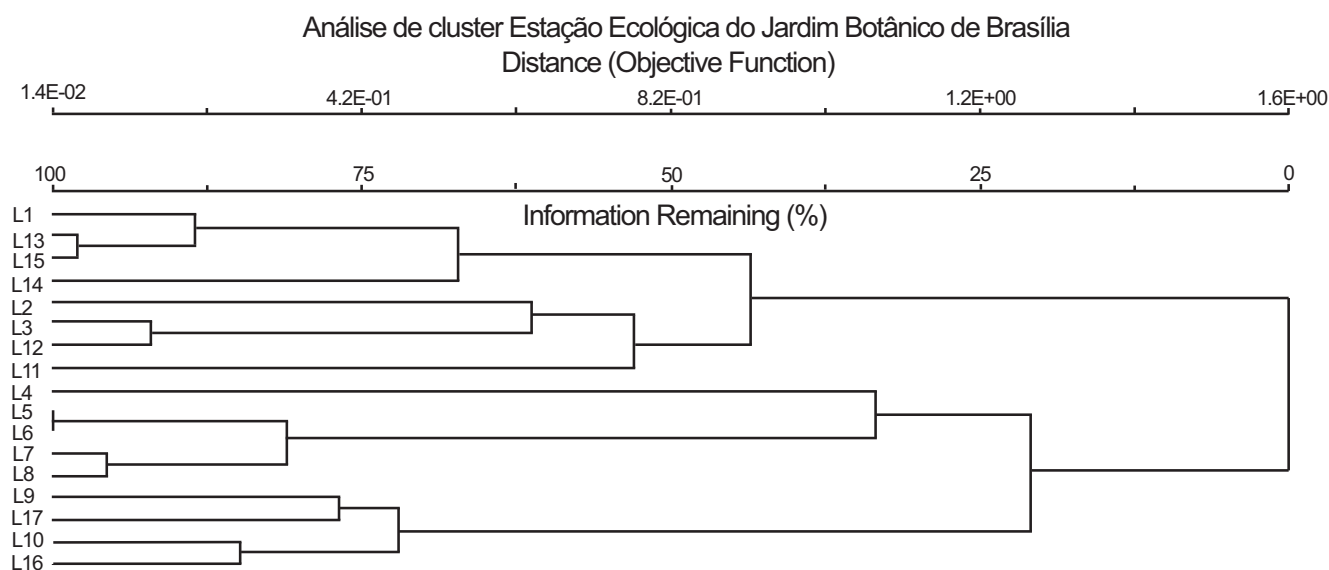 Análise de cluster Estação Ecológica do Jardim Botânico de Brasília
Distance (Objective Function)
1.4E-02 4.2E-01 8.2E-01 1.2E+00 1.6E+00
100 75 50 25 0
Information Remaining (%)
L1
L13
L15
L14
L2
L3
L12
L11
L4
L5
L6
L7
L8
L9
L17
L10
L16